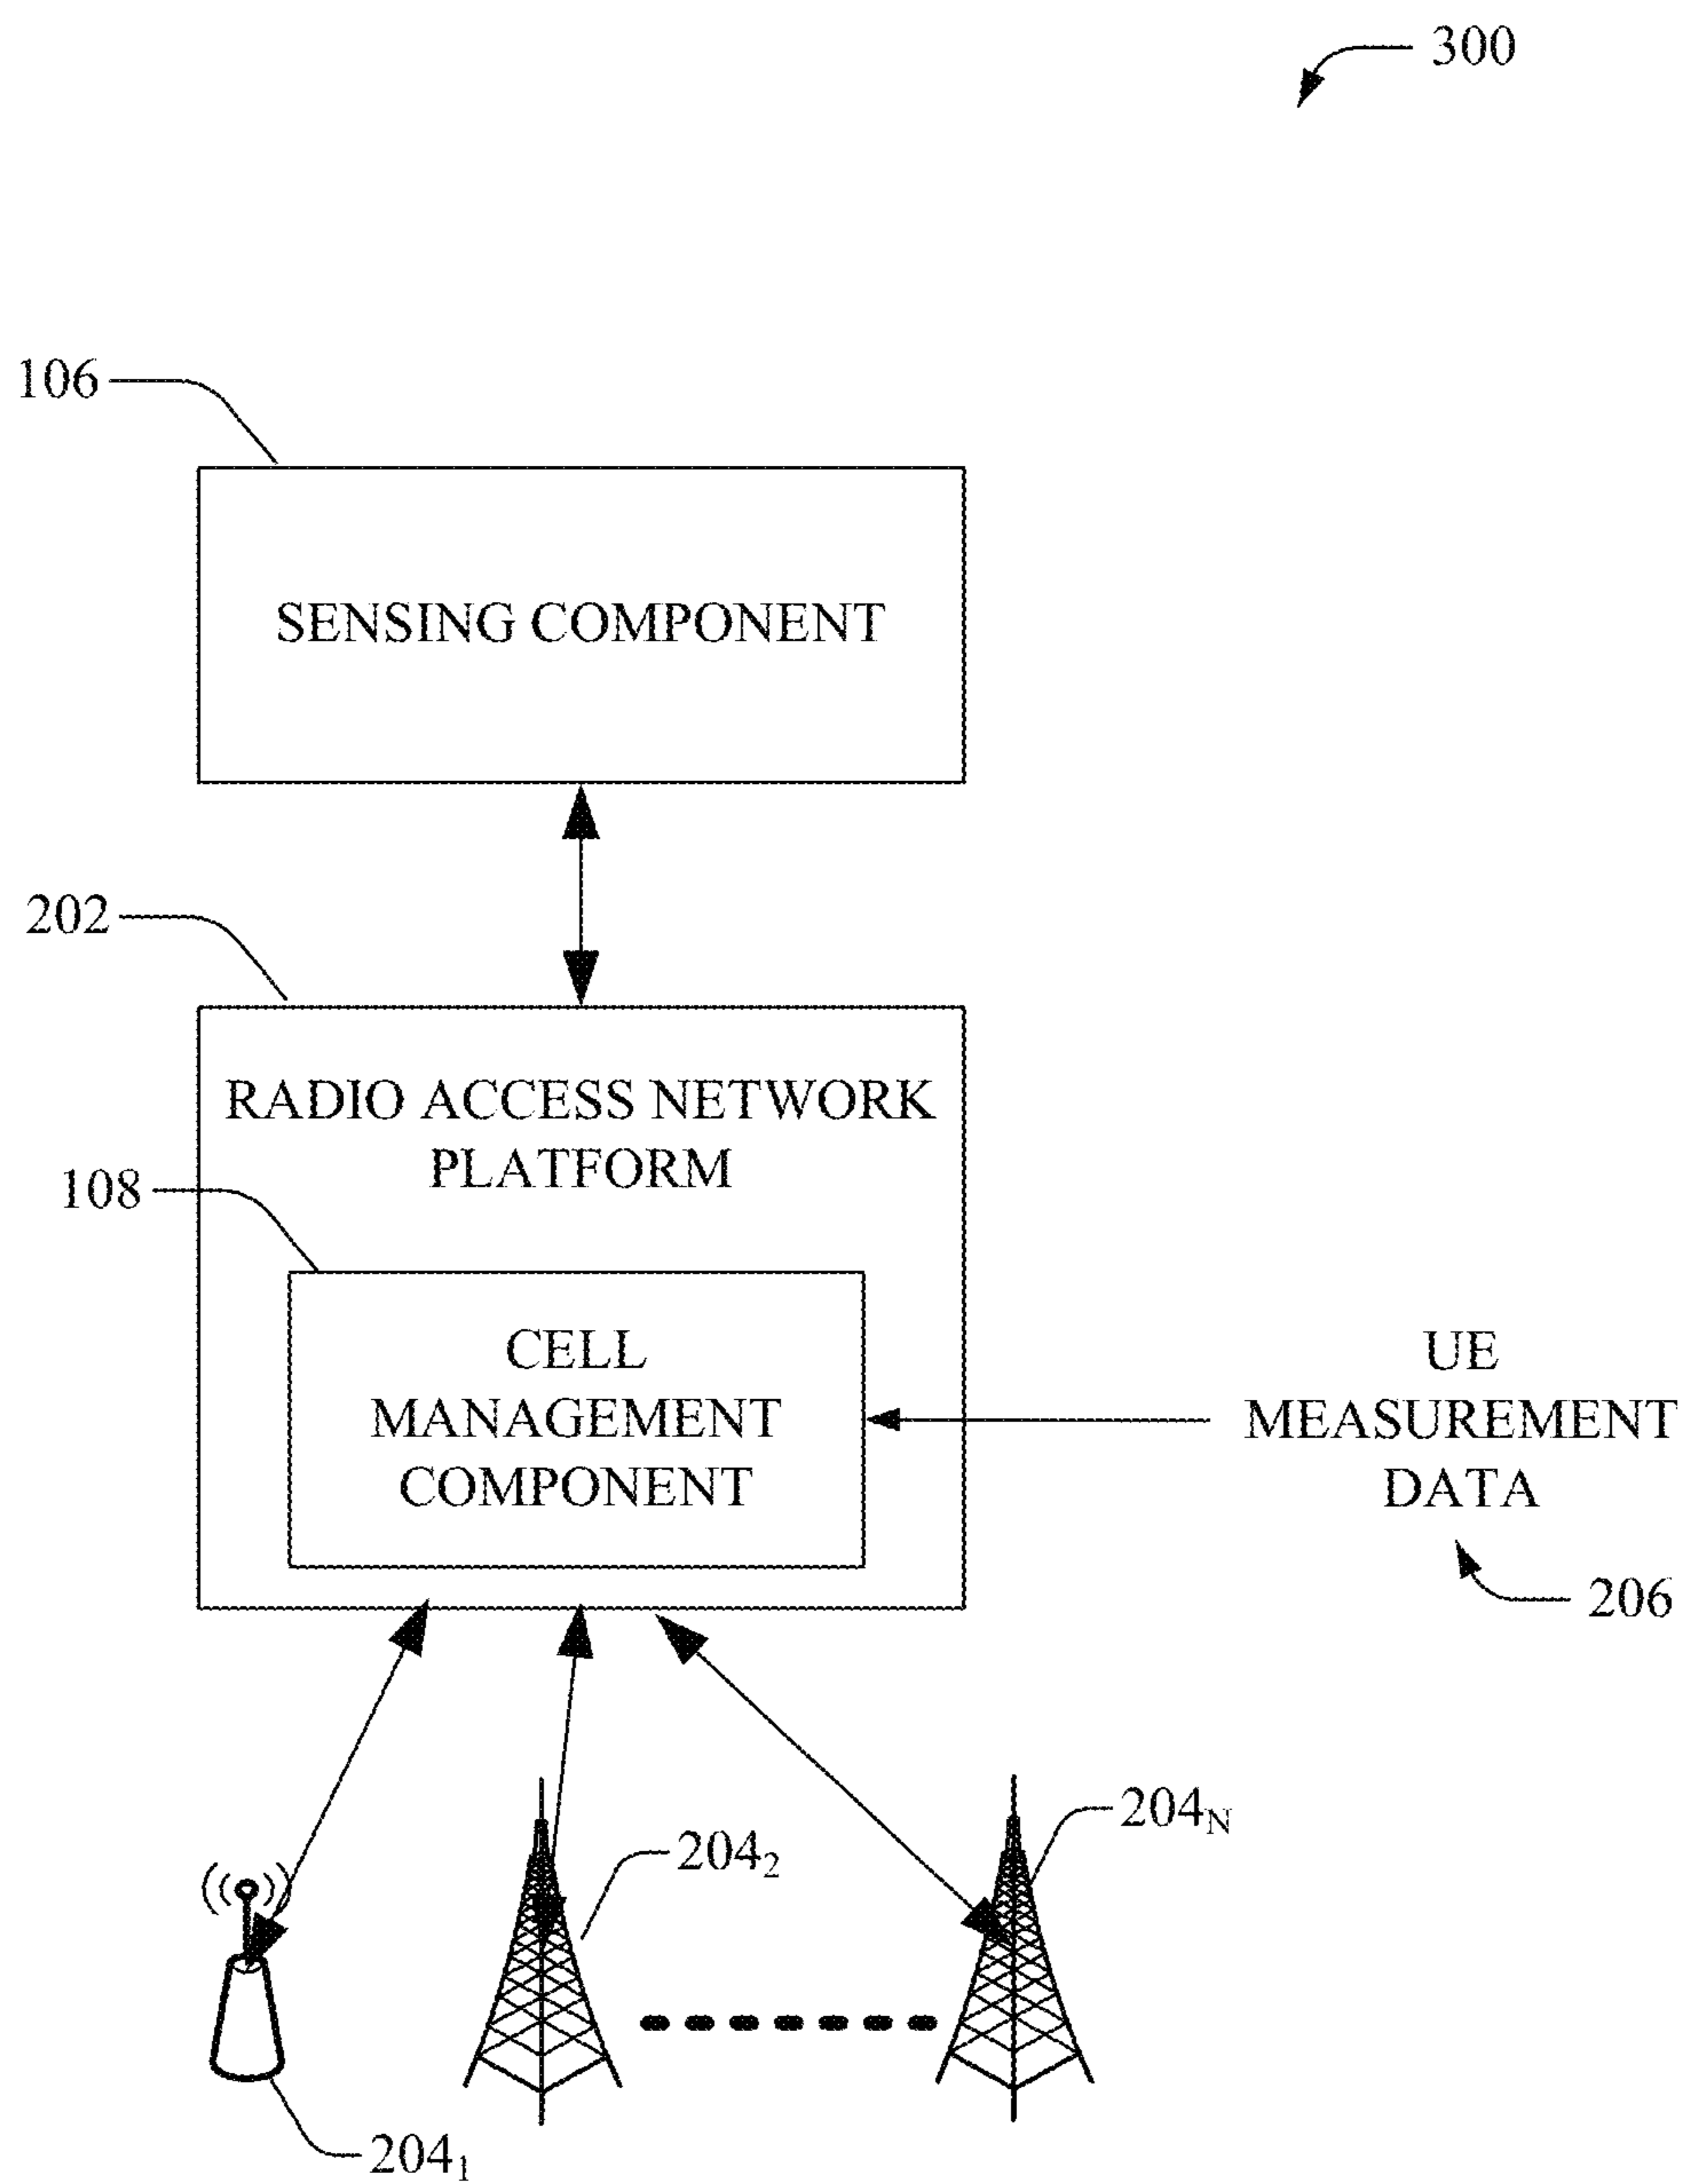 300
106
SENSING COMPONENT
202
RADIO ACCESS NETWORK
PLATFORM
108
CELL
MANAGEMENT
COMPONENT
UE
MEASUREMENT
DATA
206
204N
2042
2041